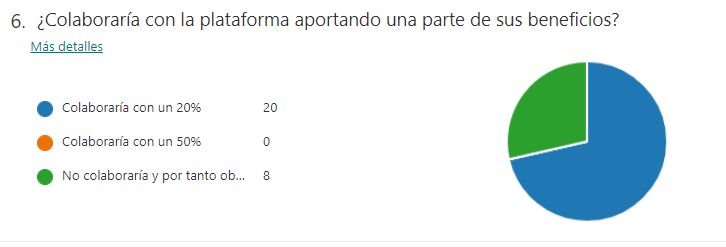 6. ¿Colaboraría con la plataforma aportando una parte de sus beneficios?
Más detalles
Colaboraría con un 20% 20
Colaboraría con un 50% 0
No colaboraría y por tanto ob... 8